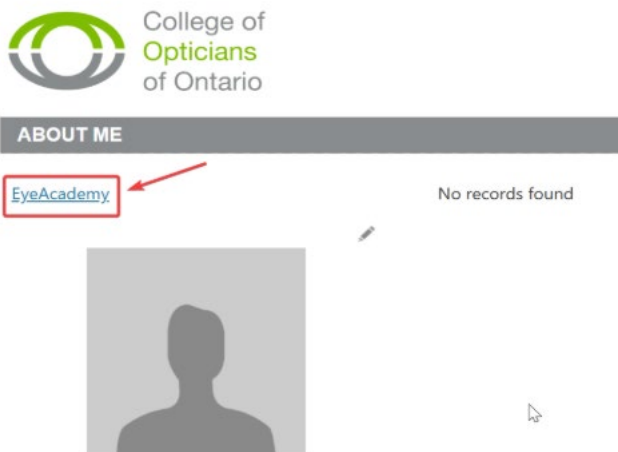 College of
Opticians
of Ontario
ABOUT ME
EyeAcademy
No records found